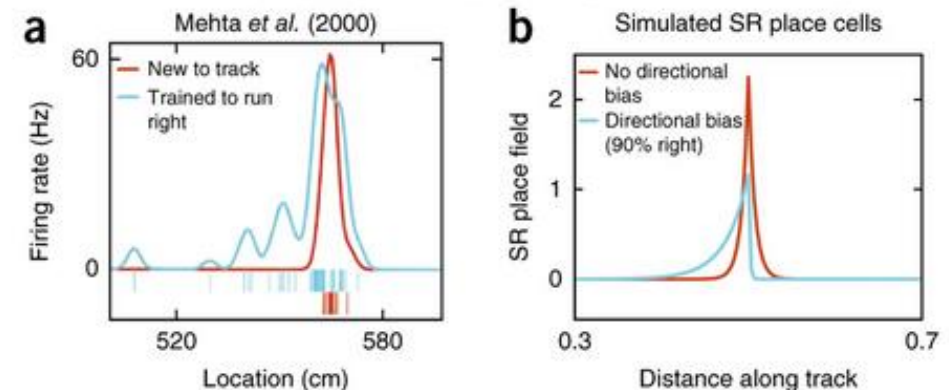 a
Mehta et al. (2000)
60
New to track
Trained to run
right
Firing rate (Hz)
0
520
580
Location (cm)
b
Simulated SR place cells
No directional
bias
2
Directional bias
(90% right)
SR place field
1
0
0.3
0.7
Distance along track